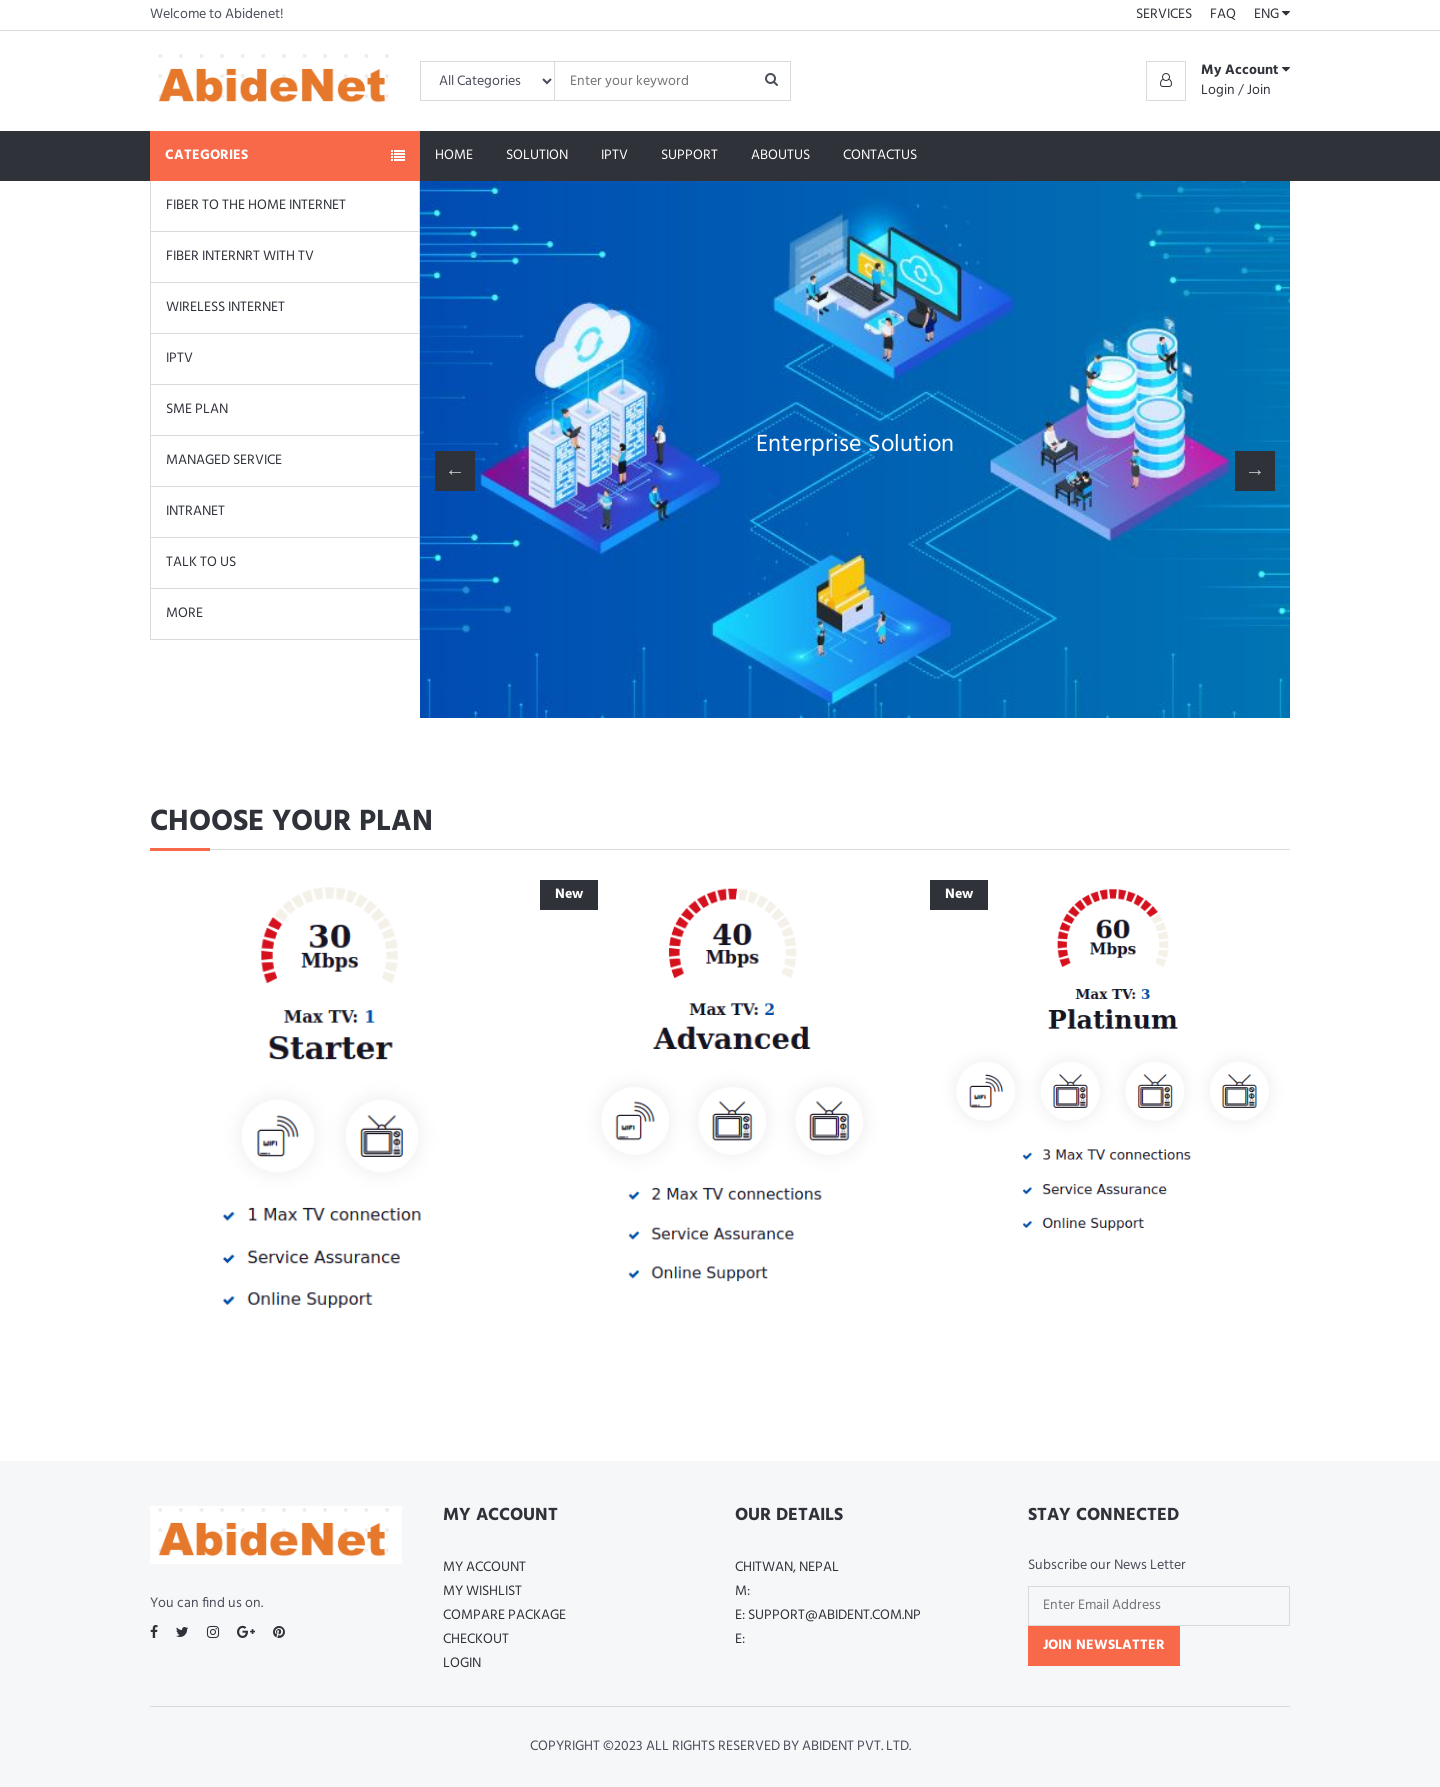 Welcome to Abidenet!
SERVICES FAQ ENG
AbideNet
All Categories
Enter your keyword
My Account
Login / Join
CATEGORIES
HOME SOLUTION IPTV SUPPORT ABOUTUS CONTACTUS
FIBER TO THE HOME INTERNET
FIBER INTERNRT WITH TV
WIRELESS INTERNET
IPTV
SME PLAN
MANAGED SERVICE
INTRANET
TALK TO US
MORE
Enterprise Solution
←
→
CHOOSE YOUR PLAN
30
Mbps
Max TV: 1
Starter
WIFI
1 Max TV connection
Service Assurance
Online Support
New
40
Mbps
Max TV: 2
Advanced
WIFI
2 Max TV connections
Service Assurance
Online Support
New
60
Mbps
Max TV: 3
Platinum
WIFI
3 Max TV connections
Service Assurance
Online Support
AbideNet
You can find us on.
MY ACCOUNT
MY ACCOUNT
MY WISHLIST
COMPARE PACKAGE
CHECKOUT
LOGIN
OUR DETAILS
CHITWAN, NEPAL
M:
E: SUPPORT@ABIDENT.COM.NP
E:
STAY CONNECTED
Subscribe our News Letter
Enter Email Address
JOIN NEWSLATTER
COPYRIGHT ©2023 ALL RIGHTS RESERVED BY ABIDENT PVT. LTD.